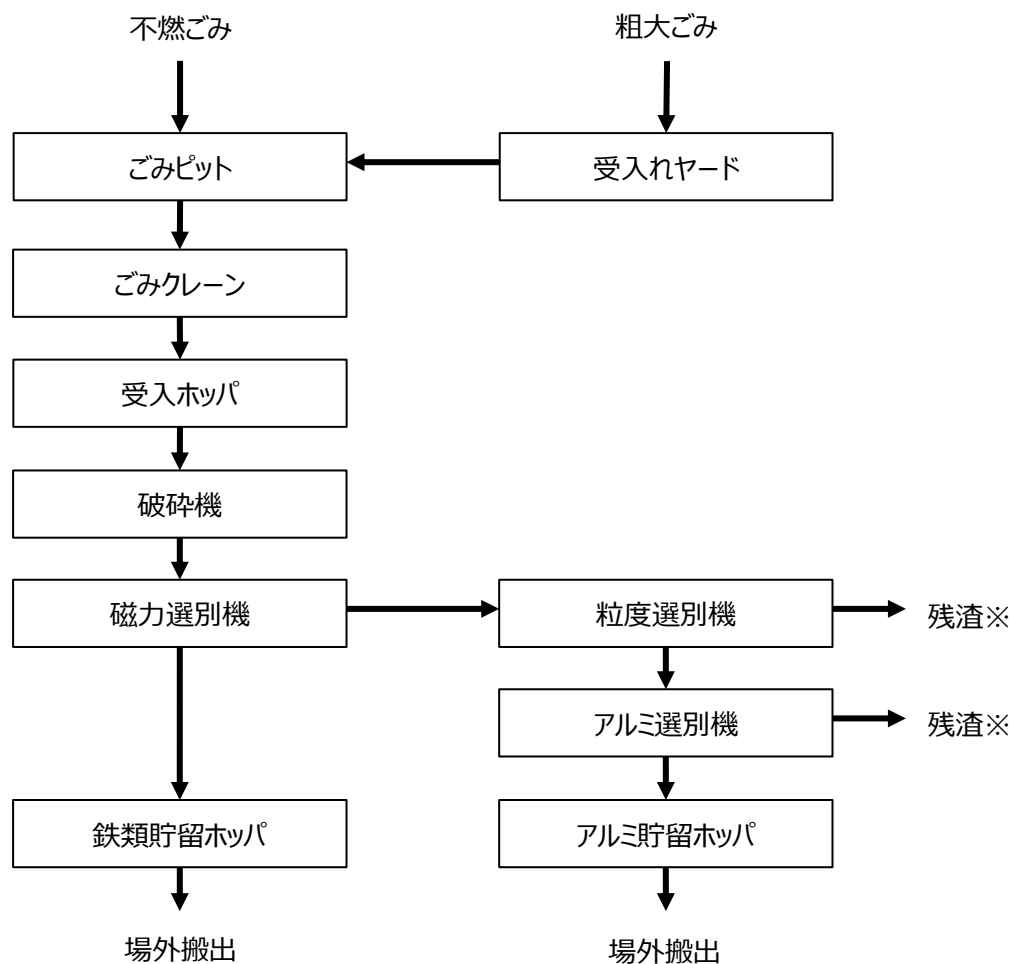 不燃ごみ
粗大ごみ
ごみピット
受入れヤード
ごみクレーン
受入ホッパ
破砕機
磁力選別機
粒度選別機
残渣※
アルミ選別機
残渣※
鉄類貯留ホッパ
アルミ貯留ホッパ
場外搬出
場外搬出